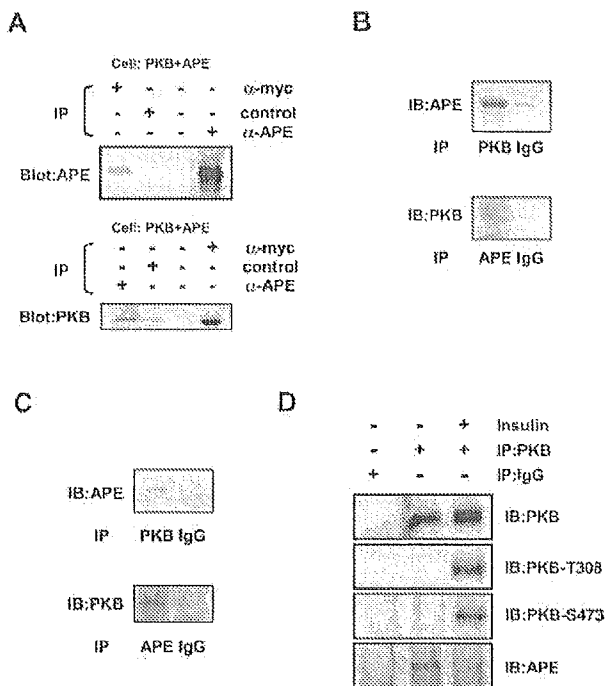 A
Cell: PKB+APE
+ - - - α-myc
IP - + - - control
- - - + α-APE
Blot:APE
Cell: PKB+APE
- - - + α-myc
IP - + - - control
+ - - - α-APE
Blot:PKB
B
IB:APE
IP PKB IgG
IB:PKB
IP APE IgG
C
IB:APE
IP PKB IgG
IB:PKB
IP APE IgG
D
- - + Insulin
- + + IP:PKB
+ - - IP:IgG
IB:PKB
IB:PKB-T308
IB:PKB-S473
IB:APE